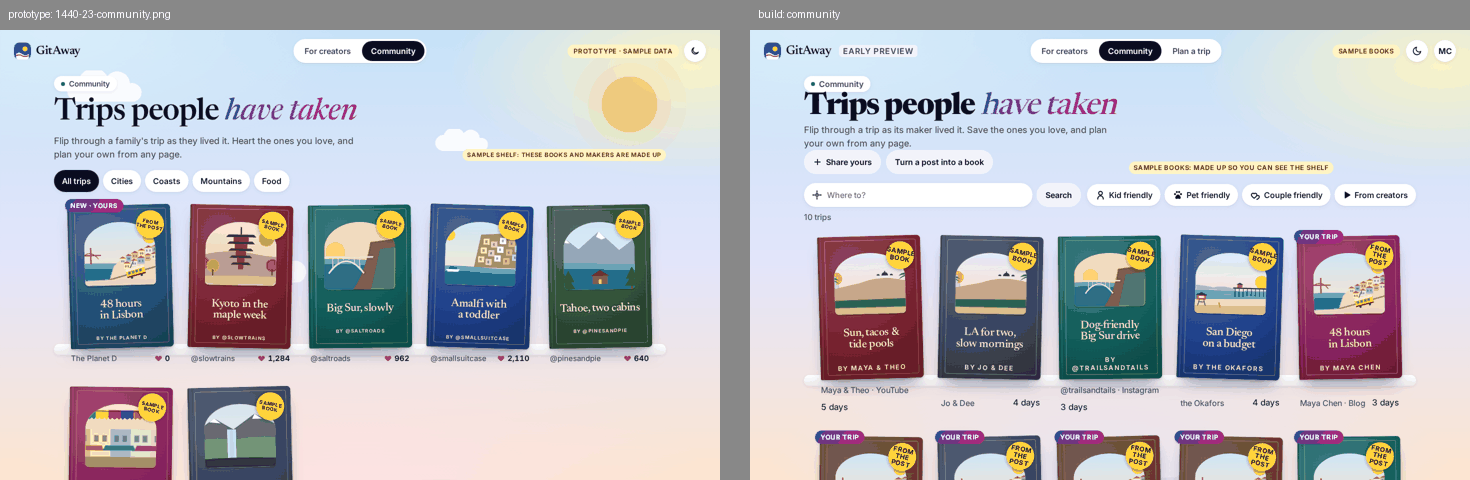 prototype: 1440-23-community.png
GitAway
For creators
Community
PROTOTYPE · SAMPLE DATA
Community
Trips people have taken
Flip through a family's trip as they lived it. Heart the ones you love, and
plan your own from any page.
SAMPLE SHELF: THESE BOOKS AND MAKERS ARE MADE UP
All trips
Cities
Coasts
Mountains
Food
NEW · YOURS
FROM
THE POST
48 hours
in Lisbon
BY THE PLANET D
SAMPLE
BOOK
Kyoto in the
maple week
BY @SLOWTRAINS
SAMPLE
BOOK
Big Sur, slowly
BY @SALTROADS
SAMPLE
BOOK
Amalfi with
a toddler
BY @SMALLSUITCASE
SAMPLE
BOOK
Tahoe, two cabins
BY @PINESANDPIE
The Planet D
0
@slowtrains
1,284
@saltroads
962
@smallsuitcase
2,110
@pinesandpie
640
SAMPLE
BOOK
SAMPLE
BOOK
build: community
GitAway
EARLY PREVIEW
For creators
Community
Plan a trip
SAMPLE BOOKS
MC
Community
Trips people have taken
Flip through a trip as its maker lived it. Save the ones you love, and plan
your own from any page.
Share yours
Turn a post into a book
SAMPLE BOOKS: MADE UP SO YOU CAN SEE THE SHELF
Where to?
Search
Kid friendly
Pet friendly
Couple friendly
From creators
10 trips
SAMPLE
BOOK
Sun, tacos &
tide pools
BY MAYA & THEO
SAMPLE
BOOK
LA for two,
slow mornings
BY JO & DEE
SAMPLE
BOOK
Dog-friendly
Big Sur drive
BY
@TRAILSANDTAILS
SAMPLE
BOOK
San Diego
on a budget
BY THE OKAFORS
YOUR TRIP
FROM
THE
POST
48 hours
in Lisbon
BY MAYA CHEN
Maya & Theo · YouTube
5 days
Jo & Dee
4 days
@trailsandtails · Instagram
3 days
the Okafors
4 days
Maya Chen · Blog
3 days
YOUR TRIP
FROM
THE
POST
YOUR TRIP
FROM
THE
POST
YOUR TRIP
FROM
THE
POST
YOUR TRIP
FROM
THE
POST
YOUR TRIP
FROM
THE
POST